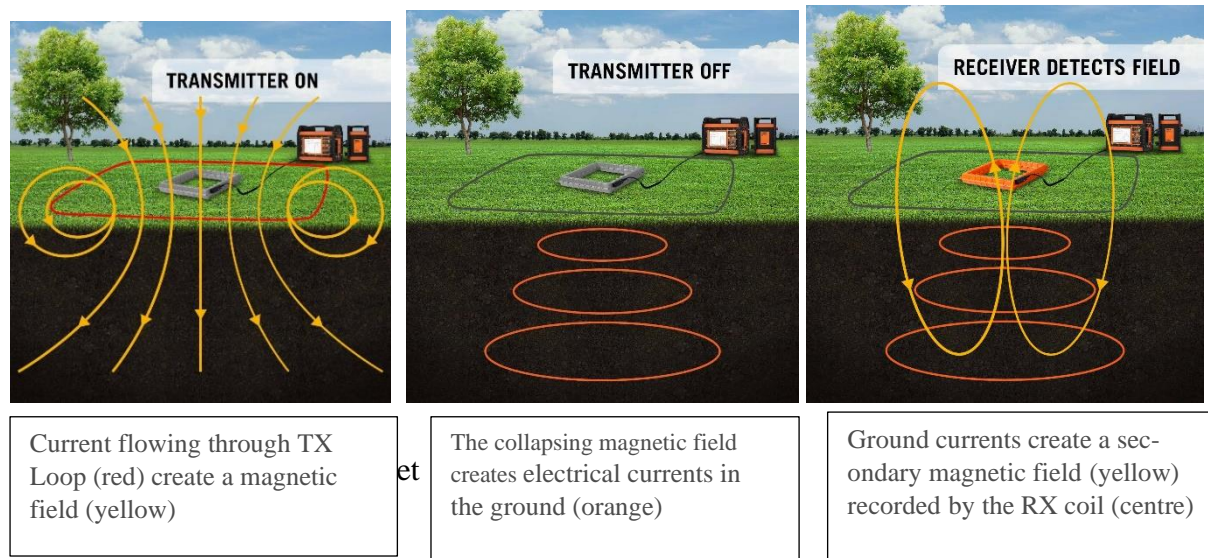 TRANSMITTER ON
TRANSMITTER OFF
RECEIVER DETECTS FIELD
Current flowing through TX
Loop (red) create a magnetic
field (yellow)
et
The collapsing magnetic field
creates electrical currents in
the ground (orange)
Ground currents create a sec-
ondary magnetic field (yellow)
recorded by the RX coil (centre)